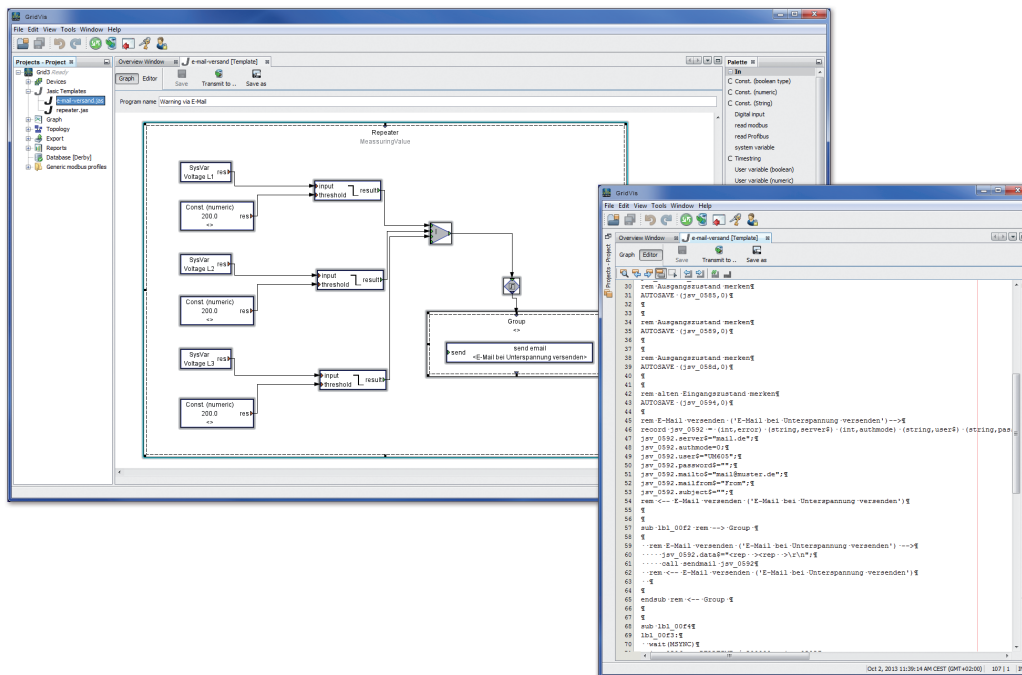 GridVis
File Edit View Tools Window Help
Projects - Project
Grid3 Ready
Devices
Jasic Templates
e-mail-versand.jas
repeater.jas
Graph
Topology
Export
Reports
Database [Derby]
Generic modbus profiles
Overview Window
e-mail-versand [Template]
Graph Editor Save Transmit to .. Save as
Program name Warning via E-Mail
Repeater
MeassuringValue
SysVar
Voltage L1
res
Const. (numeric)
200.0
<>
res
input
threshold
result
SysVar
Voltage L2
res
Const. (numeric)
200.0
<>
res
input
threshold
result
SysVar
Voltage L3
res
Const. (numeric)
200.0
<>
res
input
threshold
result
Group
<>
send
send email
<E-Mail bei Unterspannung versenden>
Palette
In
C Const. (boolean type)
C Const. (numeric)
C Const. (String)
Digital input
read modbus
read Profibus
system variable
C Timestring
User variable (boolean)
User variable (numeric)
GridVis
File Edit View Tools Window Help
Projects - Project
Overview Window
e-mail-versand [Template]
Graph Editor Save Transmit to .. Save as
30 rem·Ausgangszustand·merken¶
31 AUTOSAVE·(jsv_0585,0)¶
32 ¶
33 ¶
34 rem·Ausgangszustand·merken¶
35 AUTOSAVE·(jsv_0589,0)¶
36 ¶
37 ¶
38 rem·Ausgangszustand·merken¶
39 AUTOSAVE·(jsv_058d,0)¶
40 ¶
41 ¶
42 rem·alten·Eingangszustand·merken¶
43 AUTOSAVE·(jsv_0594,0)¶
44 ¶
45 rem·E-Mail·versenden·('E-Mail·bei·Unterspannung·versenden')-->¶
46 record·jsv_0592·=·(int,error)·(string,server$)·(int,authmode)·(string,user$)·(string,pas
47 jsv_0592.server$="mail.de";¶
48 jsv_0592.authmode=0;¶
49 jsv_0592.user$="UM605";¶
50 jsv_0592.password$="";¶
51 jsv_0592.mailto$="mail@muster.de";¶
52 jsv_0592.mailfrom$="From";¶
53 jsv_0592.subject$="";¶
54 rem·<--·E-Mail·versenden·('E-Mail·bei·Unterspannung·versenden')¶
55 ¶
56 ¶
57 sub·lbl_00f2·rem·-->·Group·¶
58 ¶
59 ··rem·E-Mail·versenden·('E-Mail·bei·Unterspannung·versenden')·-->¶
60 ·····jsv_0592.data$="<rep··><rep··>\r\n";¶
61 ·····call·sendmail·jsv_0592¶
62 ··rem·<--·E-Mail·versenden·('E-Mail·bei·Unterspannung·versenden')¶
63 ··¶
64 ¶
65 endsub·rem·<--·Group·¶
66 ¶
67 ¶
68 sub·lbl_00f4¶
69 lbl_00f3:¶
70 ··wait(MSYNC)¶
Oct 2, 2013 11:39:14 AM CEST (GMT+02:00) 107 | 1